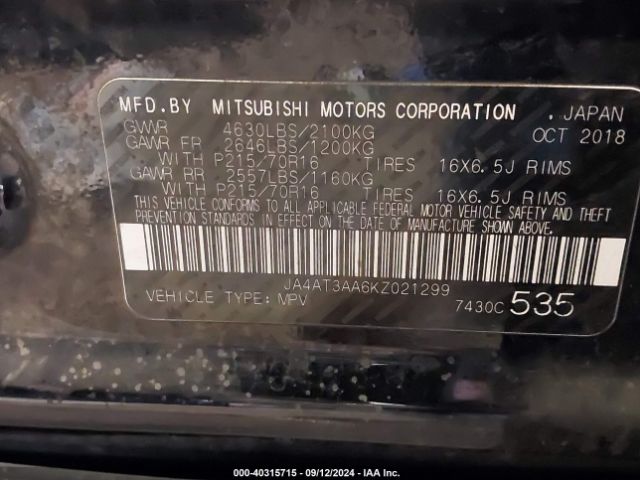 MFD.BY MITSUBISHI MOTORS CORPORATION . JAPAN
GVWR 4630LBS/2100KG OCT 2018
GAWR FR 2646LBS/1200KG
WITH P215/70R16 TIRES 16X6.5J RIMS
GAWR RR 2557LBS/1160KG
WITH P215/70R16 TIRES 16X6.5J RIMS
THIS VEHICLE CONFORMS TO ALL APPLICABLE FEDERAL MOTOR VEHICLE SAFETY AND THEFT
PREVENTION STANDARDS IN EFFECT ON THE DATE OF MANUFACTURE SHOWN ABOVE.
JA4AT3AA6KZ021299
VEHICLE TYPE: MPV 7430C 535
000-40315715 - 09/12/2024 - IAA Inc.